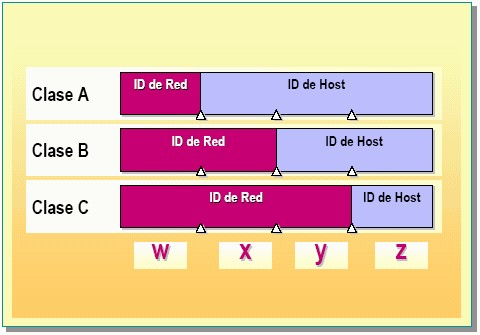 Clase A
ID de Red
ID de Host
Clase B
ID de Red
ID de Host
Clase C
ID de Red
ID de Host
w x y z